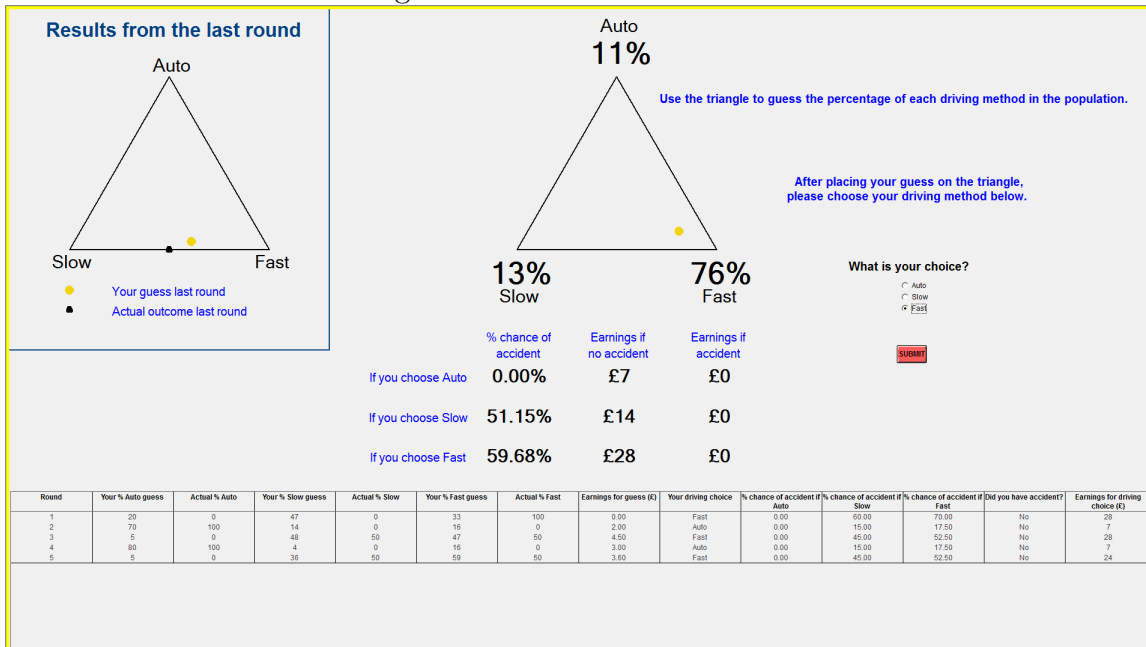 Results from the last round
Auto
Slow
Fast
Your guess last round
Actual outcome last round
Auto
11%
Use the triangle to guess the percentage of each driving method in the population.
After placing your guess on the triangle,
please choose your driving method below.
13%
Slow
76%
Fast
What is your choice?
Auto
Slow
Fast
SUBMIT
% chance of accident Earnings if no accident Earnings if accident
If you choose Auto 0.00% £7 £0
If you choose Slow 51.15% £14 £0
If you choose Fast 59.68% £28 £0
Round Your % Auto guess Actual % Auto Your % Slow guess Actual % Slow Your % Fast guess Actual % Fast Earnings for guess (£) Your driving choice % chance of accident if Auto % chance of accident if Slow % chance of accident if Fast Did you have accident? Earnings for driving choice (£)
1 20 0 47 0 33 100 0.00 Fast 0.00 60.00 70.00 No 28
2 70 100 14 0 16 0 2.00 Auto 0.00 15.00 17.50 No 7
3 5 0 48 50 47 50 4.50 Fast 0.00 45.00 52.50 No 28
4 80 100 4 0 16 0 3.00 Auto 0.00 15.00 17.50 No 7
5 5 0 36 50 59 50 3.60 Fast 0.00 45.00 52.50 No 24